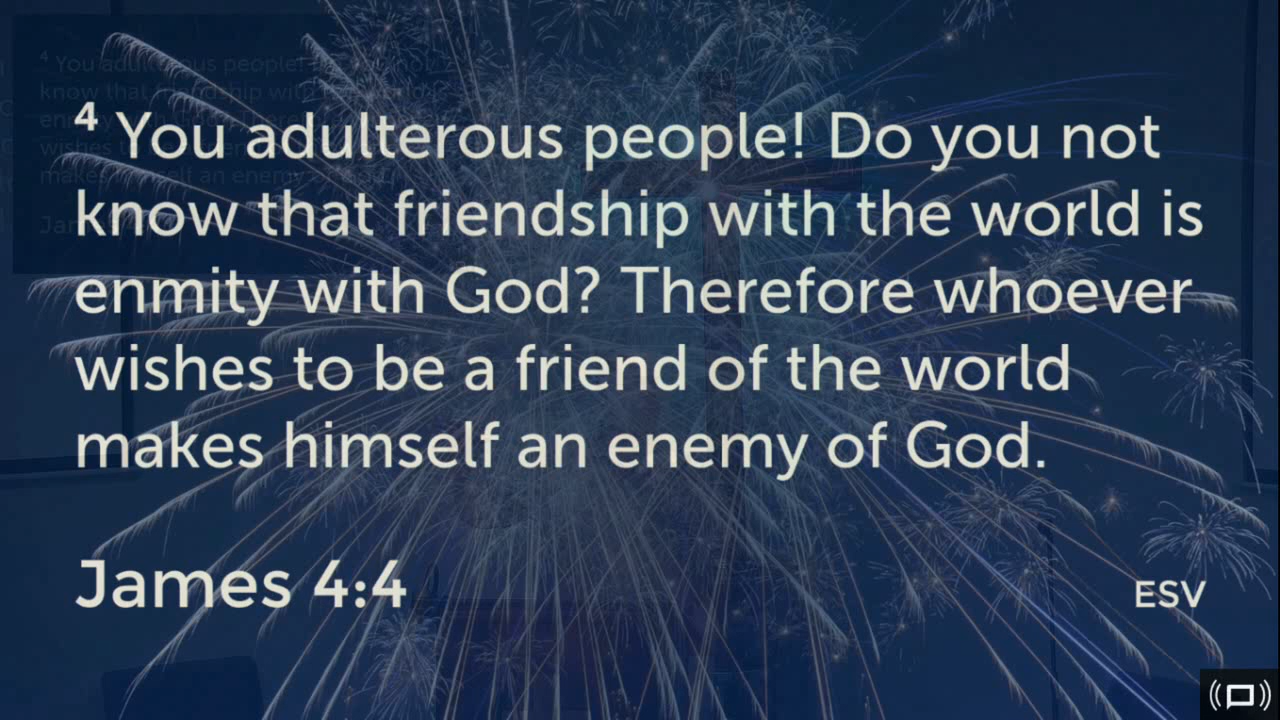 4 You adulterous people! Do you not
know that friendship with the world is
enmity with God? Therefore whoever
wishes to be a friend of the world
makes himself an enemy of God.
James 4:4
ESV